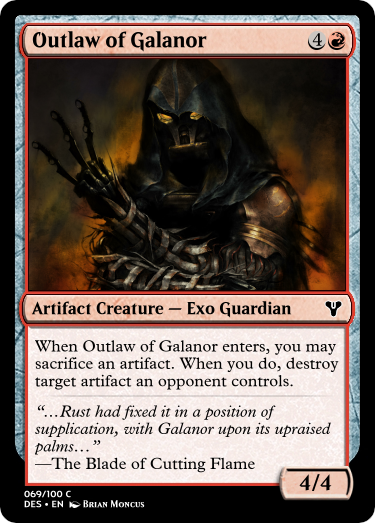 Outlaw of Galanor 4
Artifact Creature — Exo Guardian
When Outlaw of Galanor enters, you may
sacrifice an artifact. When you do, destroy
target artifact an opponent controls.
“…Rust had fixed it in a position of
supplication, with Galanor upon its upraised
palms…”
—The Blade of Cutting Flame
4/4
069/100 C
DES • EN Brian Moncus